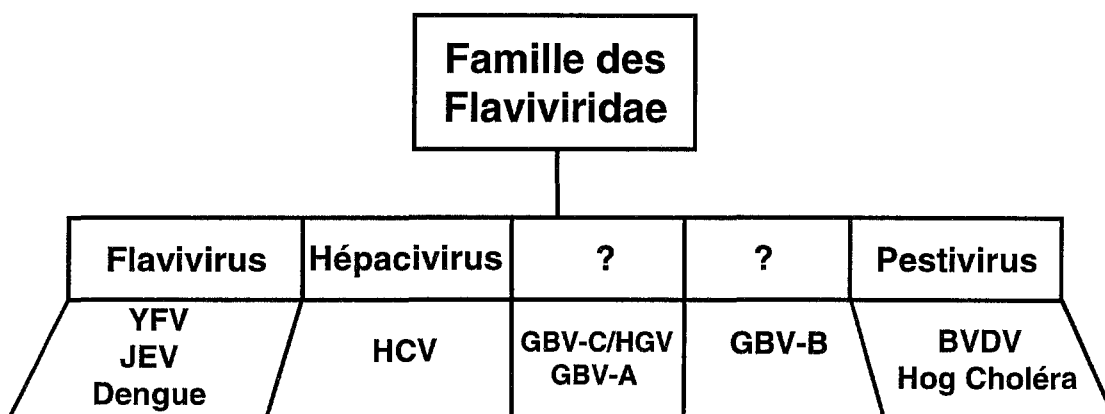 Famille des
Flaviviridae
Flavivirus
Hépacivirus
?
?
Pestivirus
YFV
JEV
Dengue
HCV
GBV-C/HGV
GBV-A
GBV-B
BVDV
Hog Choléra